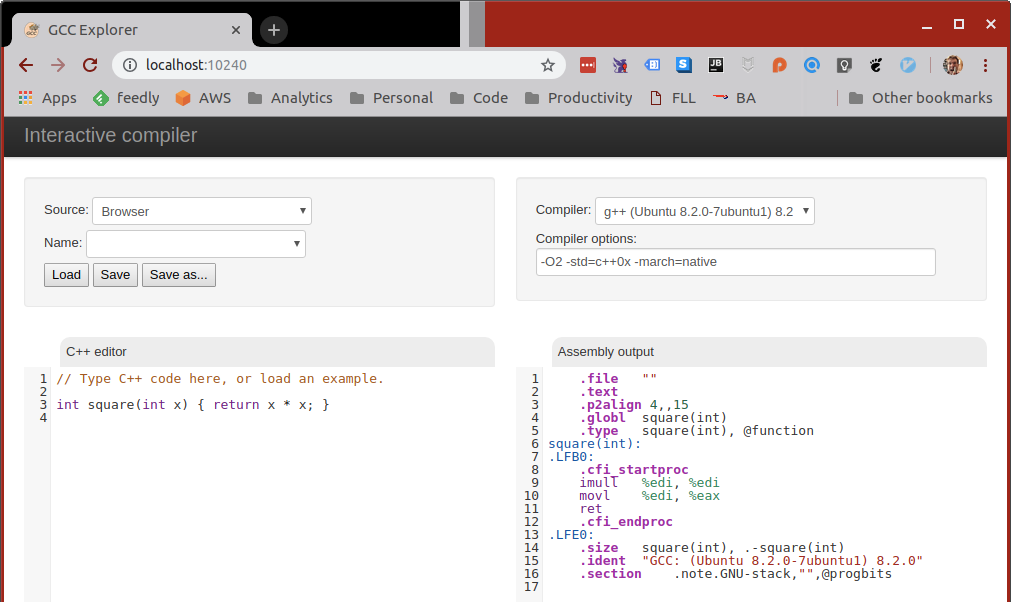 GCC Explorer
localhost:10240
Apps feedly AWS Analytics Personal Code Productivity FLL BA Other bookmarks
Interactive compiler
Source: Browser
Name:
Load Save Save as...
Compiler: g++ (Ubuntu 8.2.0-7ubuntu1) 8.2
Compiler options:
-O2 -std=c++0x -march=native
C++ editor
1 // Type C++ code here, or load an example.
2
3 int square(int x) { return x * x; }
4
Assembly output
1 .file ""
2 .text
3 .p2align 4,,15
4 .globl square(int)
5 .type square(int), @function
6 square(int):
7 .LFB0:
8 .cfi_startproc
9 imull %edi, %edi
10 movl %edi, %eax
11 ret
12 .cfi_endproc
13 .LFE0:
14 .size square(int), .-square(int)
15 .ident "GCC: (Ubuntu 8.2.0-7ubuntu1) 8.2.0"
16 .section .note.GNU-stack,"",@progbits
17